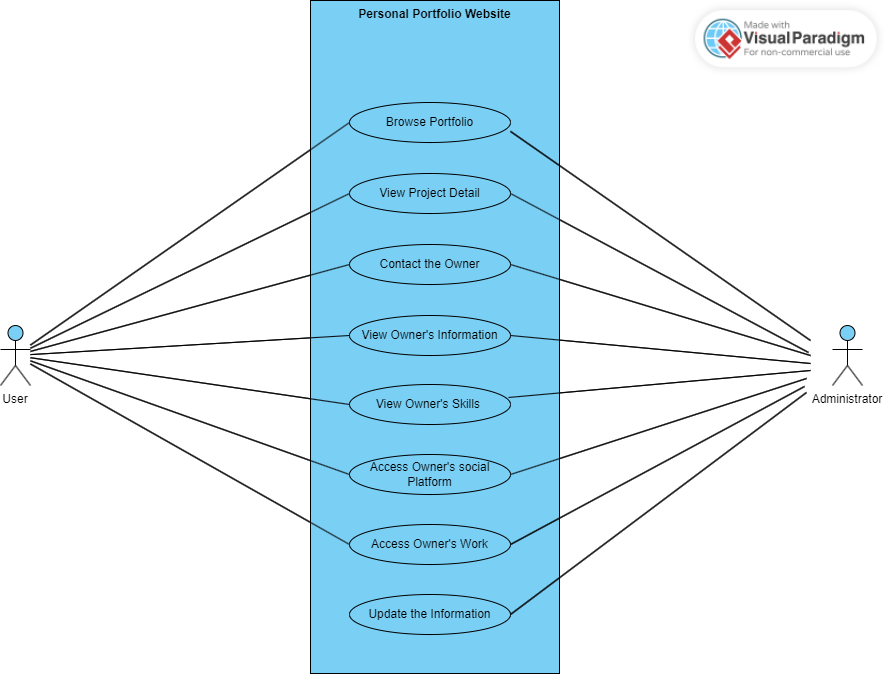 Personal Portfolio Website
Made with
Visual Paradigm
For non-commercial use
Browse Portfolio
View Project Detail
Contact the Owner
View Owner's Information
View Owner's Skills
Access Owner's social
Platform
Access Owner's Work
Update the Information
User
Administrator